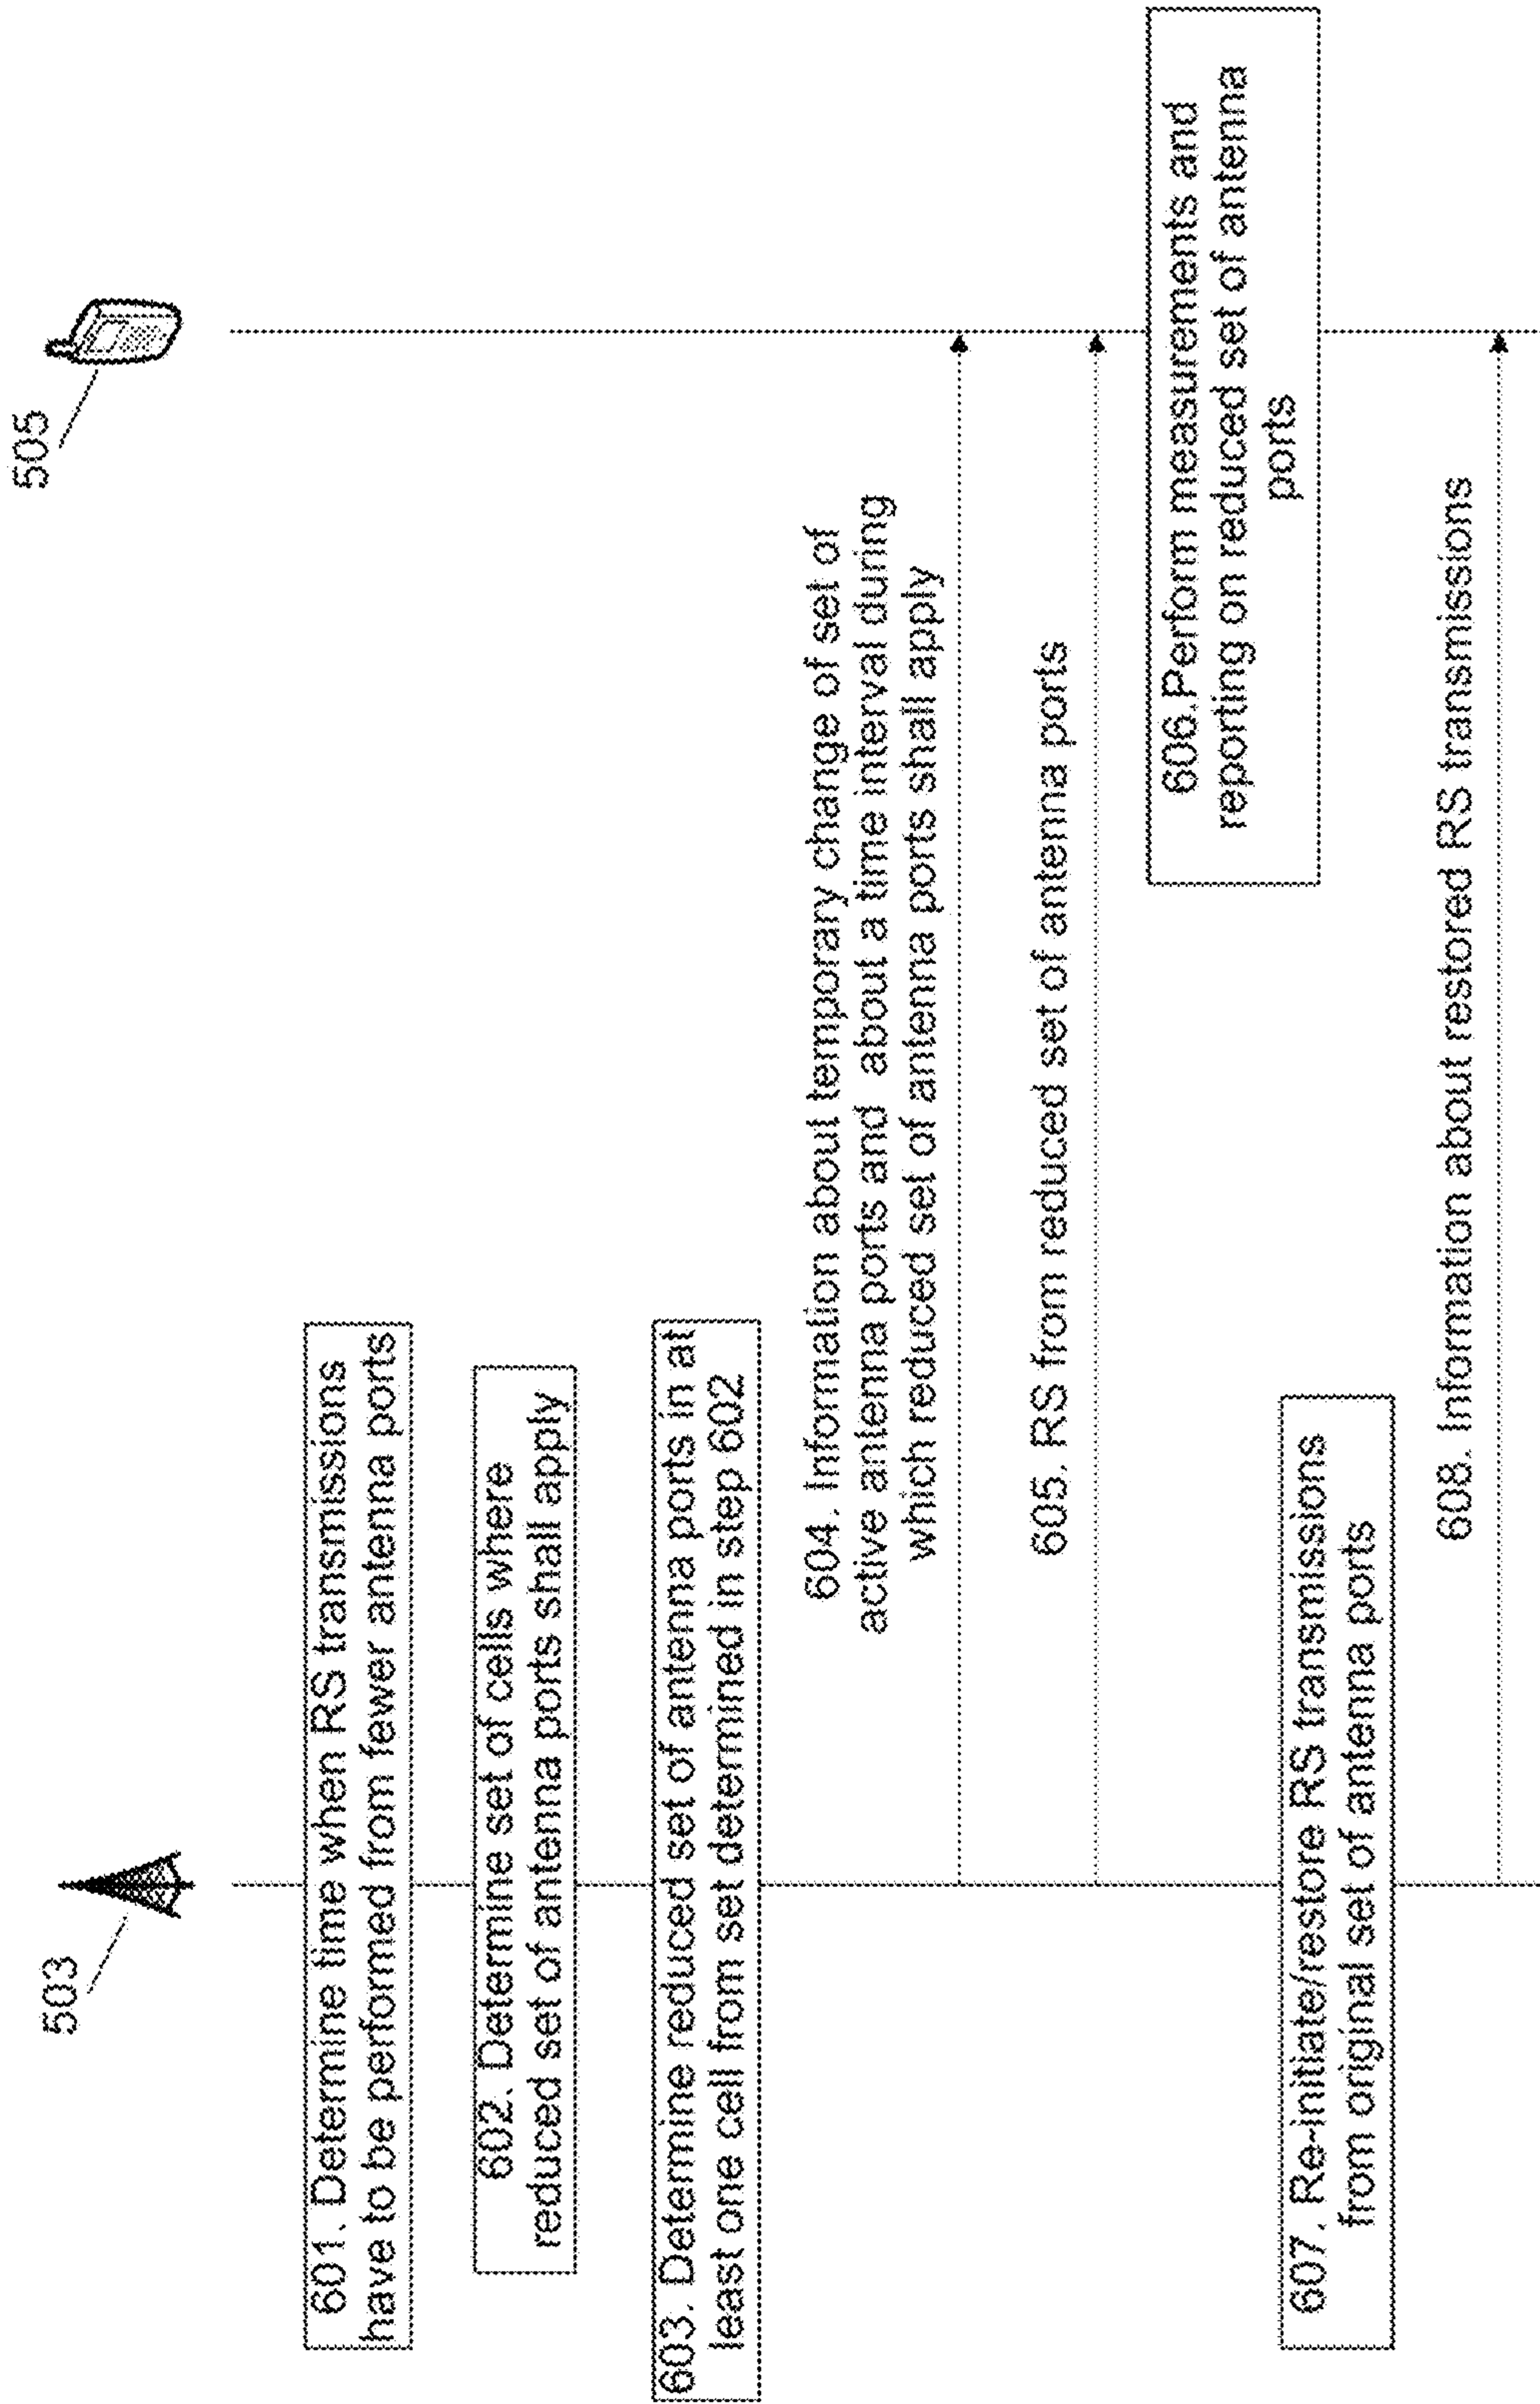 503
505
601. Determine time when RS transmissions
have to be performed from fewer antenna ports
602. Determine set of cells where
reduced set of antenna ports shall apply
603. Determine reduced set of antenna ports in at
least one cell from set determined in step 602
604. Information about temporary change of set of
active antenna ports and about a time interval during
which reduced set of antenna ports shall apply
605. RS from reduced set of antenna ports
606.Perform measurements and
reporting on reduced set of antenna
ports
607. Re-initiate/restore RS transmissions
from original set of antenna ports
608. Information about restored RS transmissions